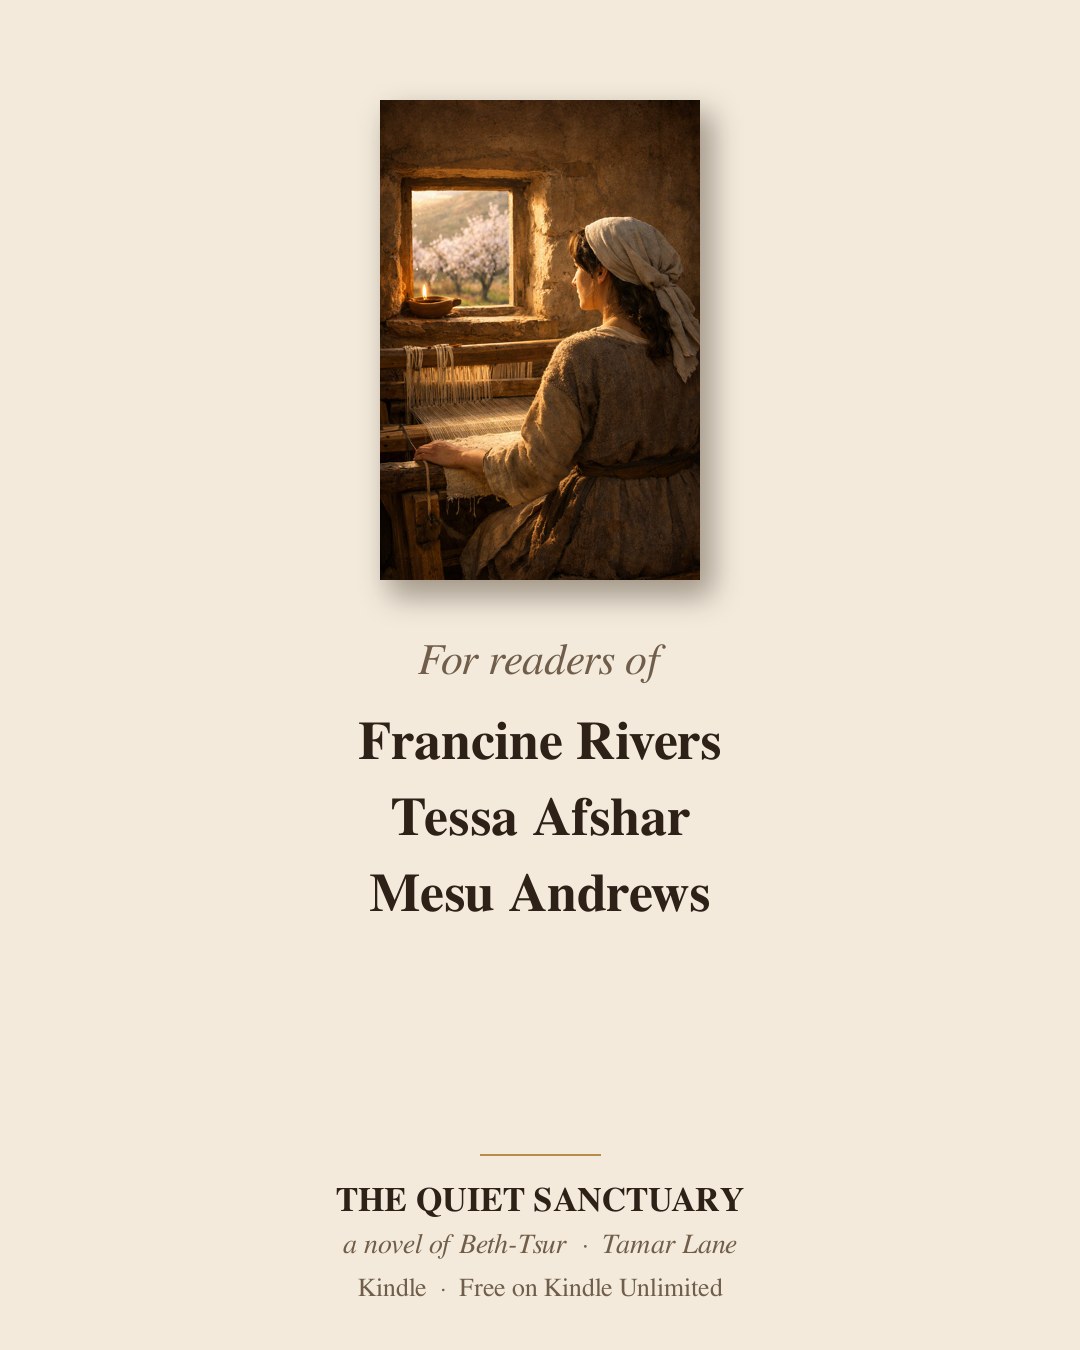 For readers of
Francine Rivers
Tessa Afshar
Mesu Andrews
THE QUIET SANCTUARY
a novel of Beth-Tsur · Tamar Lane
Kindle · Free on Kindle Unlimited